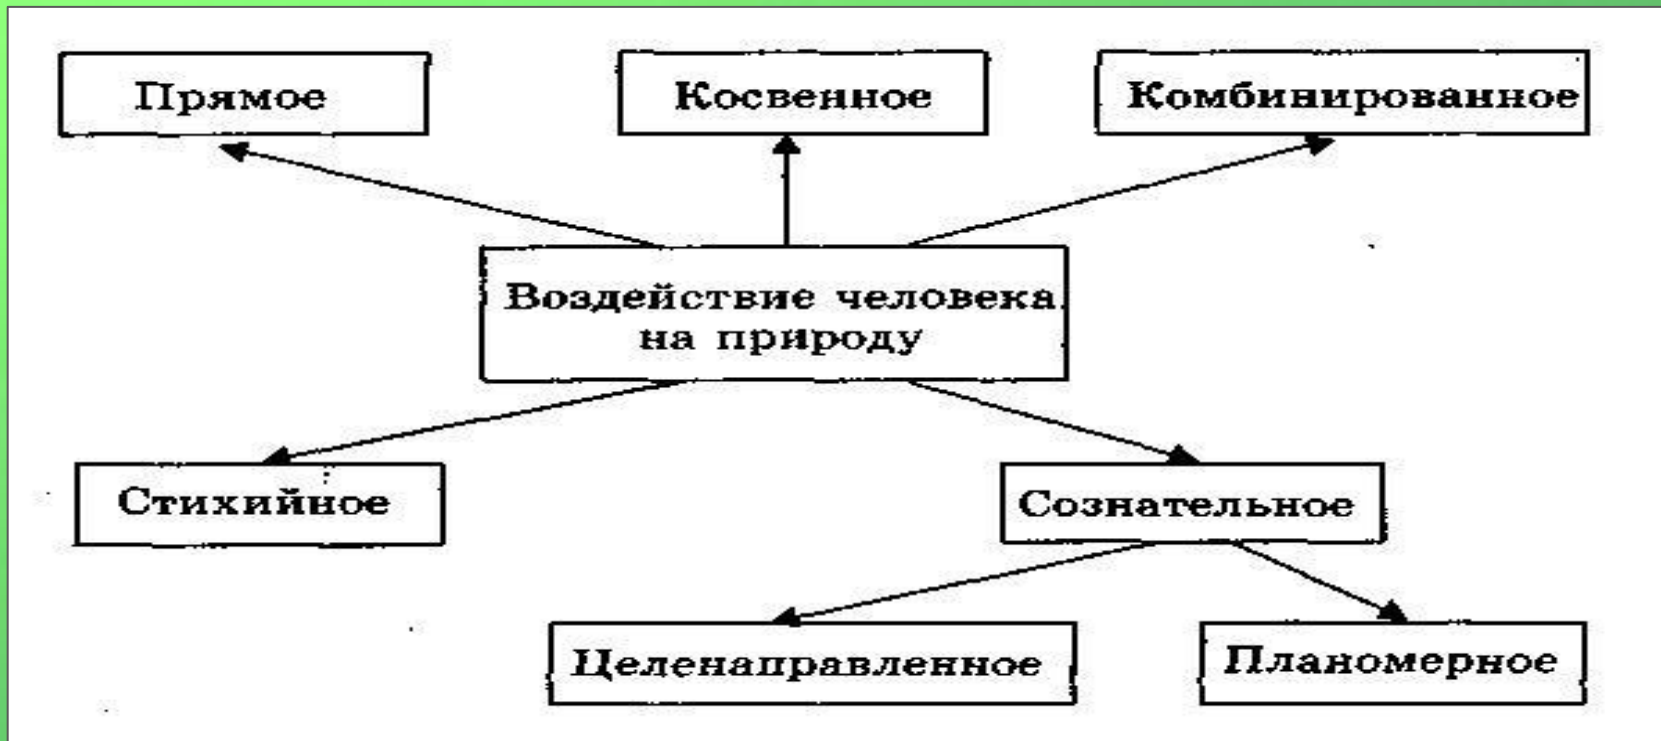 Прямое
Косвенное
Комбинированное
Воздействие человека
на природу
Стихийное
Сознательное
Целенаправленное
Планомерное